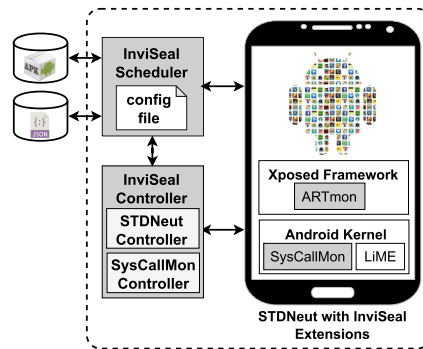 APK
{:}
JSON
InviSeal
Scheduler
config
file
InviSeal
Controller
STDNeut
Controller
SysCallMon
Controller
Xposed Framework
ARTmon
Android Kernel
SysCallMon
LiME
STDNeut with InviSeal
Extensions